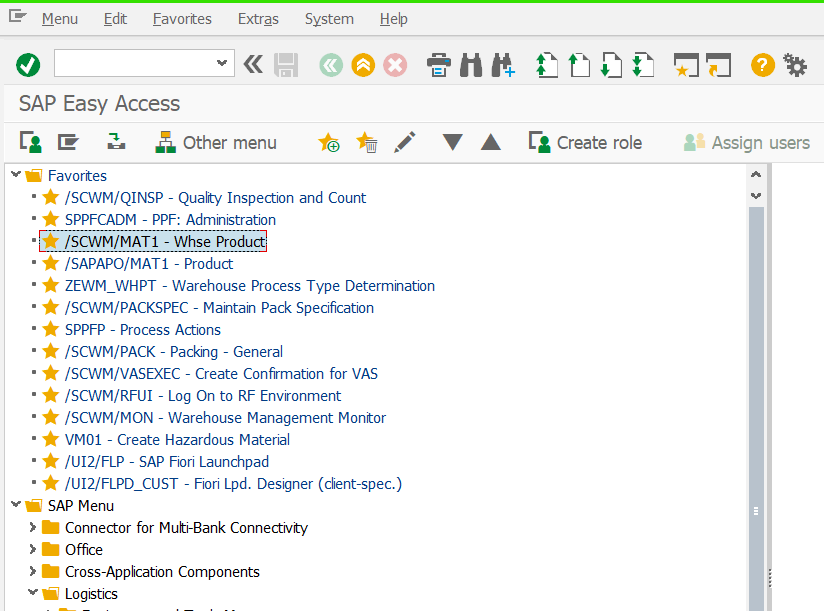 Menu Edit Favorites Extras System Help
SAP Easy Access
Other menu Create role Assign users
Favorites
/SCWM/QINSP - Quality Inspection and Count
SPPFCADM - PPF: Administration
/SCWM/MAT1 - Whse Product
/SAPAPO/MAT1 - Product
ZEWM_WHPT - Warehouse Process Type Determination
/SCWM/PACKSPEC - Maintain Pack Specification
SPPFP - Process Actions
/SCWM/PACK - Packing - General
/SCWM/VASEXEC - Create Confirmation for VAS
/SCWM/RFUI - Log On to RF Environment
/SCWM/MON - Warehouse Management Monitor
VM01 - Create Hazardous Material
/UI2/FLP - SAP Fiori Launchpad
/UI2/FLPD_CUST - Fiori Lpd. Designer (client-spec.)
SAP Menu
Connector for Multi-Bank Connectivity
Office
Cross-Application Components
Logistics